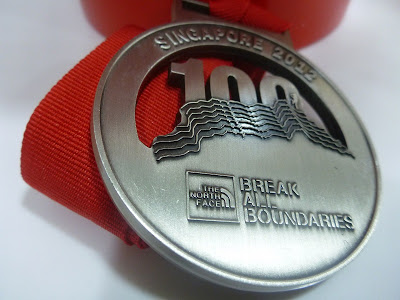 SINGAPORE 2012
100
THE
NORTH
FACE
BREAK
ALL
BOUNDARIES